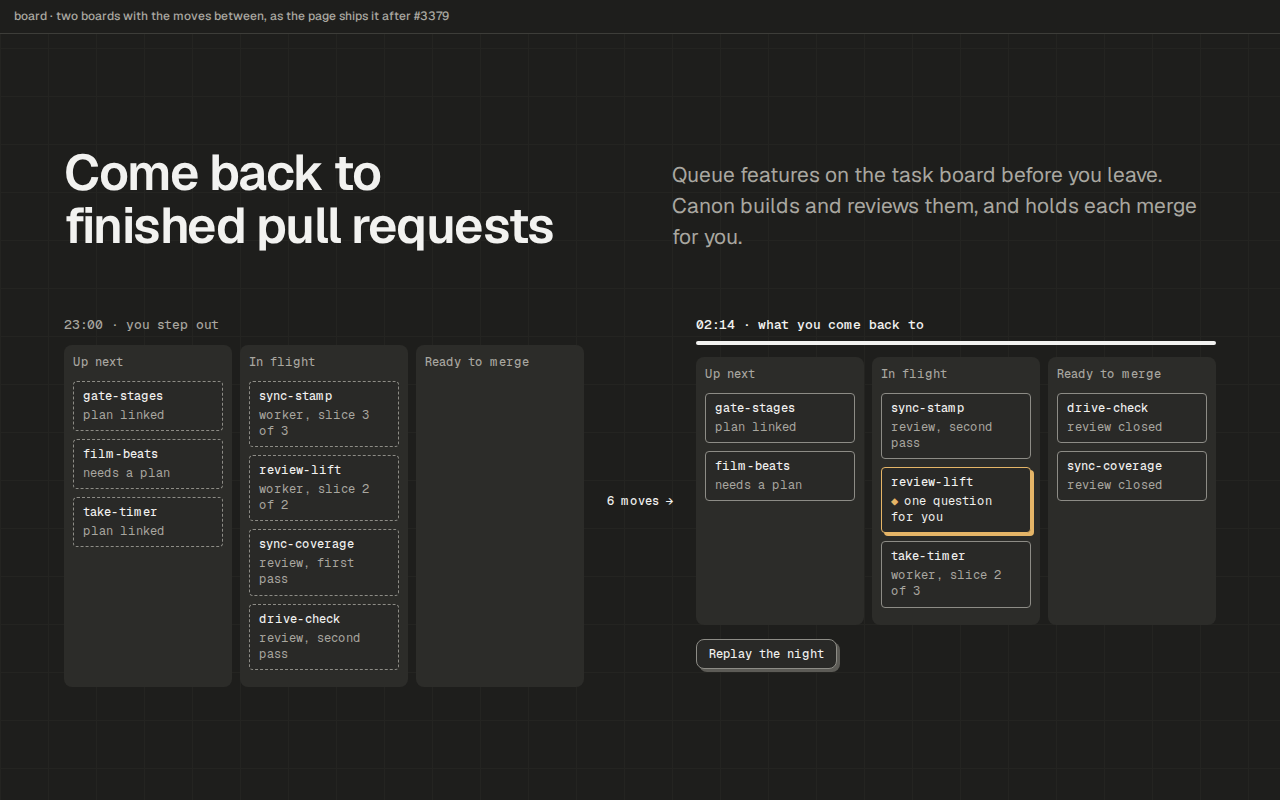 board · two boards with the moves between, as the page ships it after #3379
Come back to
finished pull requests
Queue features on the task board before you leave.
Canon builds and reviews them, and holds each merge
for you.
23:00 · you step out
Up next
gate-stages
plan linked
film-beats
needs a plan
take-timer
plan linked
In flight
sync-stamp
worker, slice 3
of 3
review-lift
worker, slice 2
of 2
sync-coverage
review, first
pass
drive-check
review, second
pass
Ready to merge
6 moves →
02:14 · what you come back to
Up next
gate-stages
plan linked
film-beats
needs a plan
In flight
sync-stamp
review, second
pass
review-lift
◆ one question
for you
take-timer
worker, slice 2
of 3
Ready to merge
drive-check
review closed
sync-coverage
review closed
Replay the night